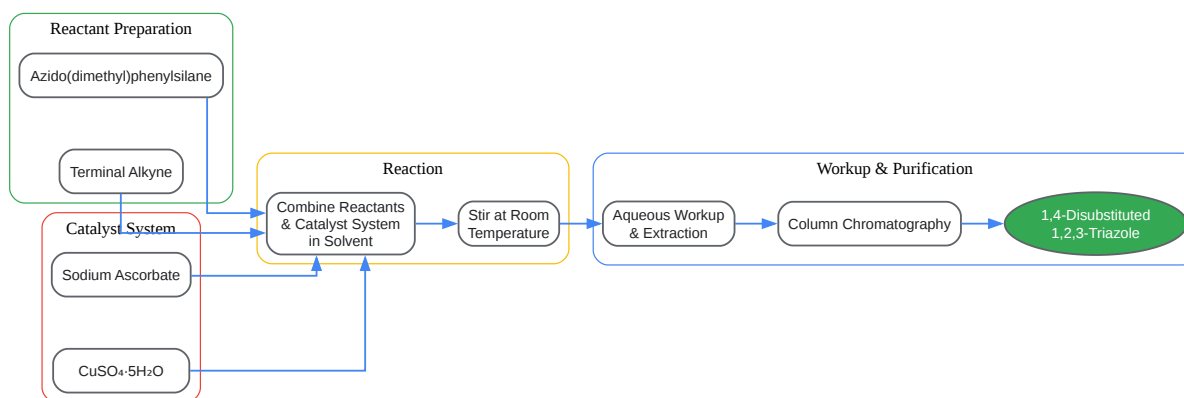 Reactant Preparation
Azido(dimethyl)phenylsilane
Terminal Alkyne
Catalyst System
Sodium Ascorbate
CuSO₄·5H₂O
Reaction
Combine Reactants
& Catalyst System
in Solvent
Stir at Room
Temperature
Workup & Purification
Aqueous Workup
& Extraction
Column Chromatography
1,4-Disubstituted
1,2,3-Triazole